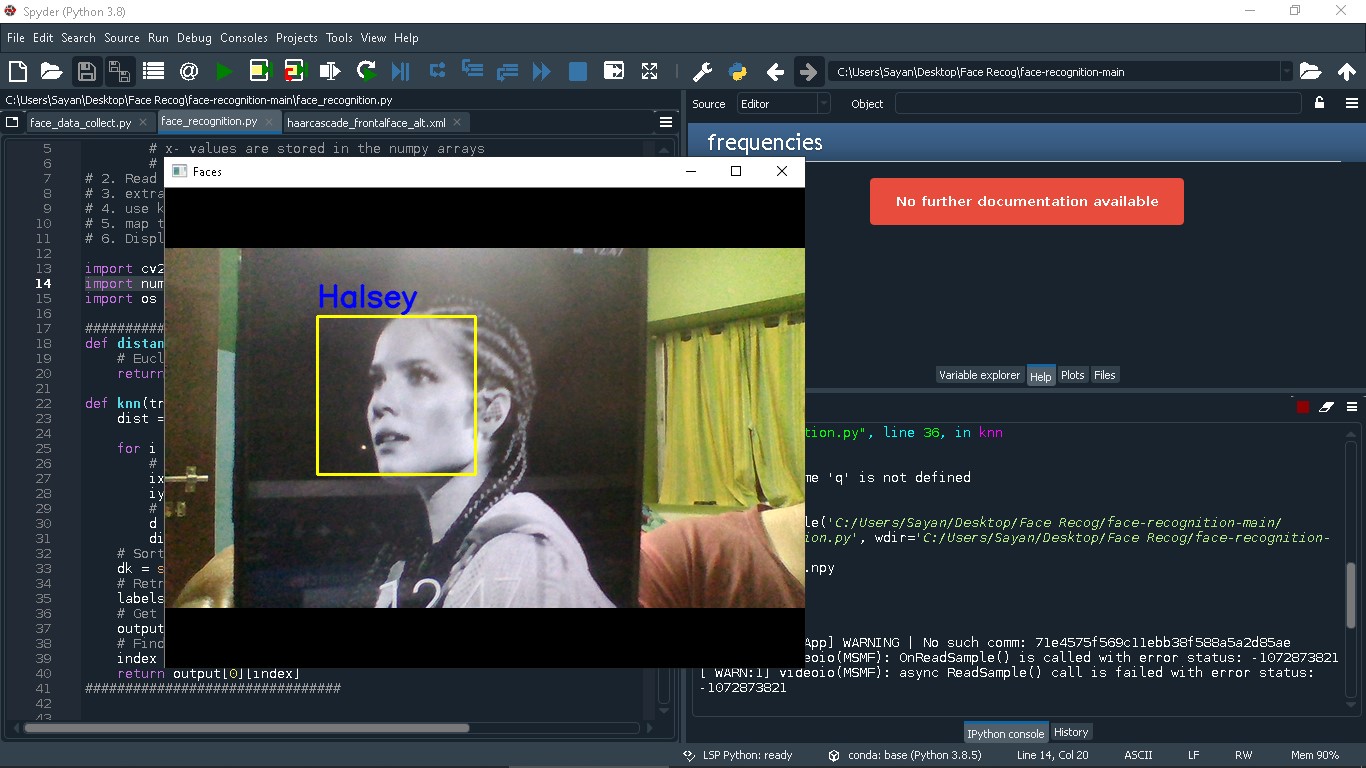 Spyder (Python 3.8)
File Edit Search Source Run Debug Consoles Projects Tools View Help
C:\Users\Sayan\Desktop\Face Recog\face-recognition-main
C:\Users\Sayan\Desktop\Face Recog\face-recognition-main\face_recognition.py
Source Editor Object
face_data_collect.py face_recognition.py haarcascade_frontalface_alt.xml
frequencies
No further documentation available
Variable explorer Help Plots Files
5 # x- values are stored in the numpy arrays
6 #
7 # 2. Read
8 # 3. extra
9 # 4. use k
10 # 5. map t
11 # 6. Displ
12
13 import cv2
14 import num
15 import os
16
17 ##########
18 def distan
19 # Eucl
20 return
21
22 def knn(tr
23 dist =
24
25 for i
26 #
27 ix
28 iy
29 #
30 d
31 di
32 # Sort
33 dk = s
34 # Retr
35 labels
36 # Get
37 output
38 # Find
39 index
40 return output[0][index]
41 ################################
42
43
Faces
Halsey
12:47
tion.py", line 36, in knn
me 'q' is not defined
le('C:/Users/Sayan/Desktop/Face Recog/face-recognition-main/
ion.py', wdir='C:/Users/Sayan/Desktop/Face Recog/face-recognition-
.npy
App] WARNING | No such comm: 71e4575f569c11ebb38f588a5a2d85ae
deoio(MSMF): OnReadSample() is called with error status: -1072873821
[ WARN:1] videoio(MSMF): async ReadSample() call is failed with error status:
-1072873821
IPython console History
LSP Python: ready conda: base (Python 3.8.5) Line 14, Col 20 ASCII LF RW Mem 90%